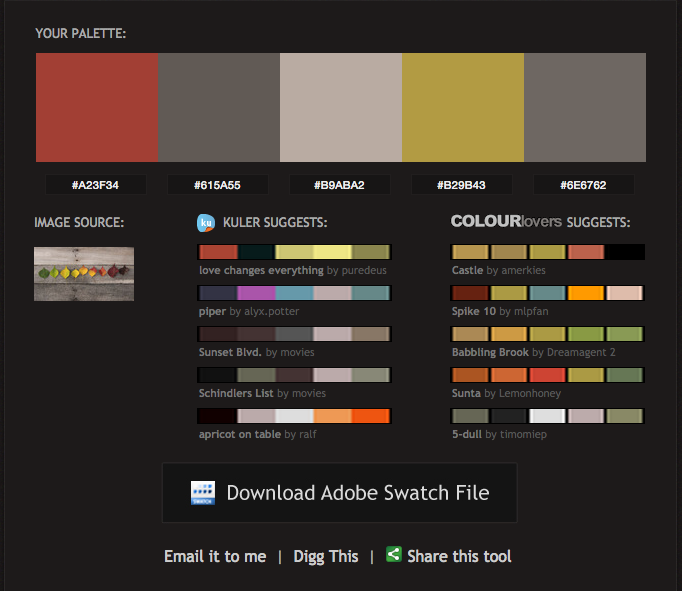 YOUR PALETTE:
#A23F34
#615A55
#B9ABA2
#B29B43
#6E6762
IMAGE SOURCE:
ku KULER SUGGESTS:
love changes everything by puredeus
piper by alyx.potter
Sunset Blvd. by movies
Schindlers List by movies
apricot on table by ralf
COLOURlovers SUGGESTS:
Castle by amerkies
Spike 10 by mlpfan
Babbling Brook by Dreamagent 2
Sunta by Lemonhoney
5-dull by timomiep
SWATCH Download Adobe Swatch File
Email it to me | Digg This | Share this tool